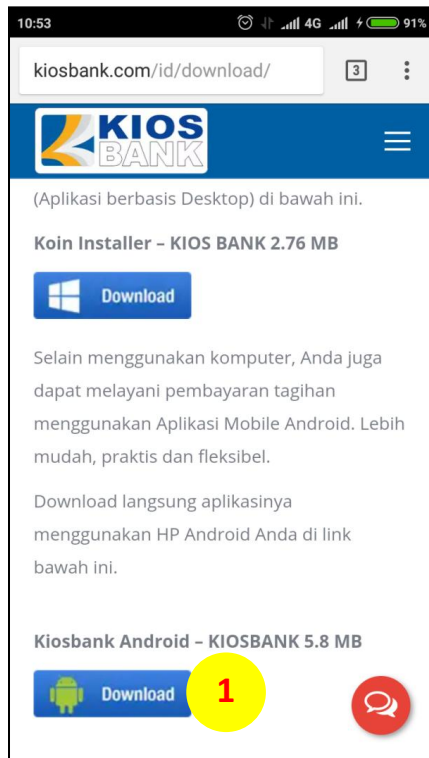 10:53
4G
91%
kiosbank.com/id/download/
3
KIOS
BANK
(Aplikasi berbasis Desktop) di bawah ini.
Koin Installer – KIOS BANK 2.76 MB
Download
Selain menggunakan komputer, Anda juga
dapat melayani pembayaran tagihan
menggunakan Aplikasi Mobile Android. Lebih
mudah, praktis dan fleksibel.
Download langsung aplikasinya
menggunakan HP Android Anda di link
bawah ini.
Kiosbank Android – KIOSBANK 5.8 MB
Download
1